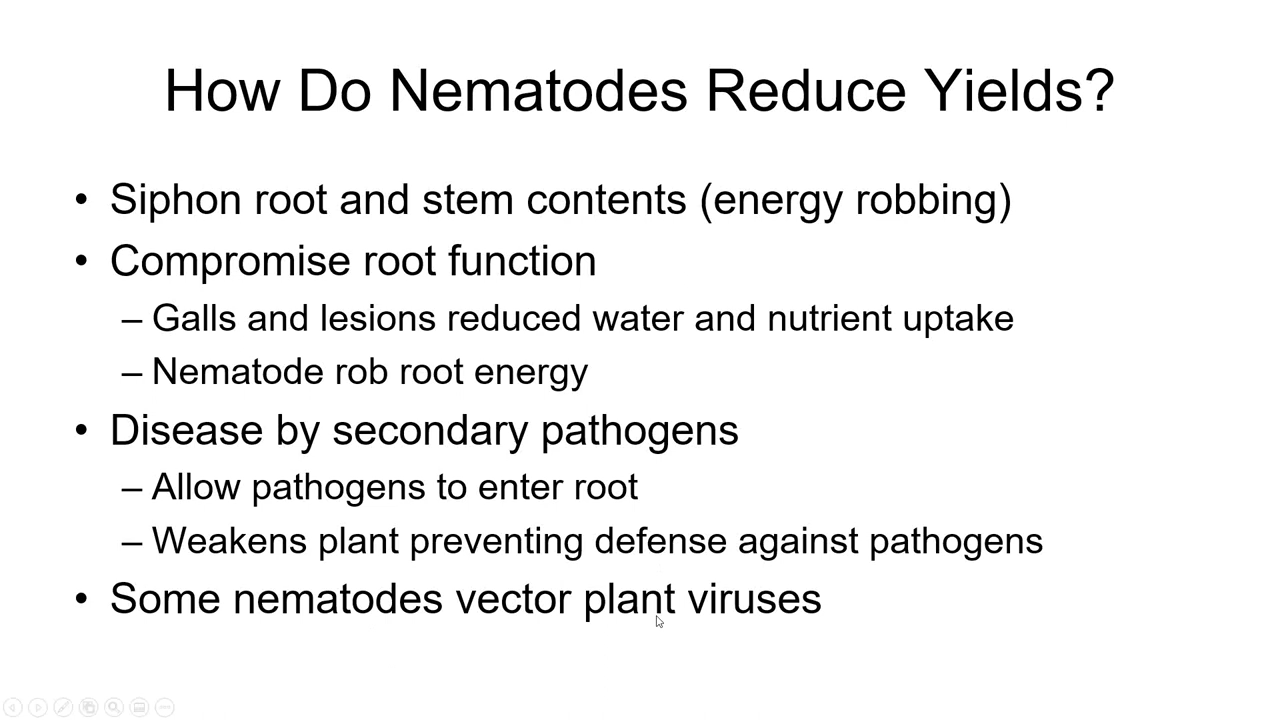 How Do Nematodes Reduce Yields?
• Siphon root and stem contents (energy robbing)
• Compromise root function
– Galls and lesions reduced water and nutrient uptake
– Nematode rob root energy
• Disease by secondary pathogens
– Allow pathogens to enter root
– Weakens plant preventing defense against pathogens
• Some nematodes vector plant viruses